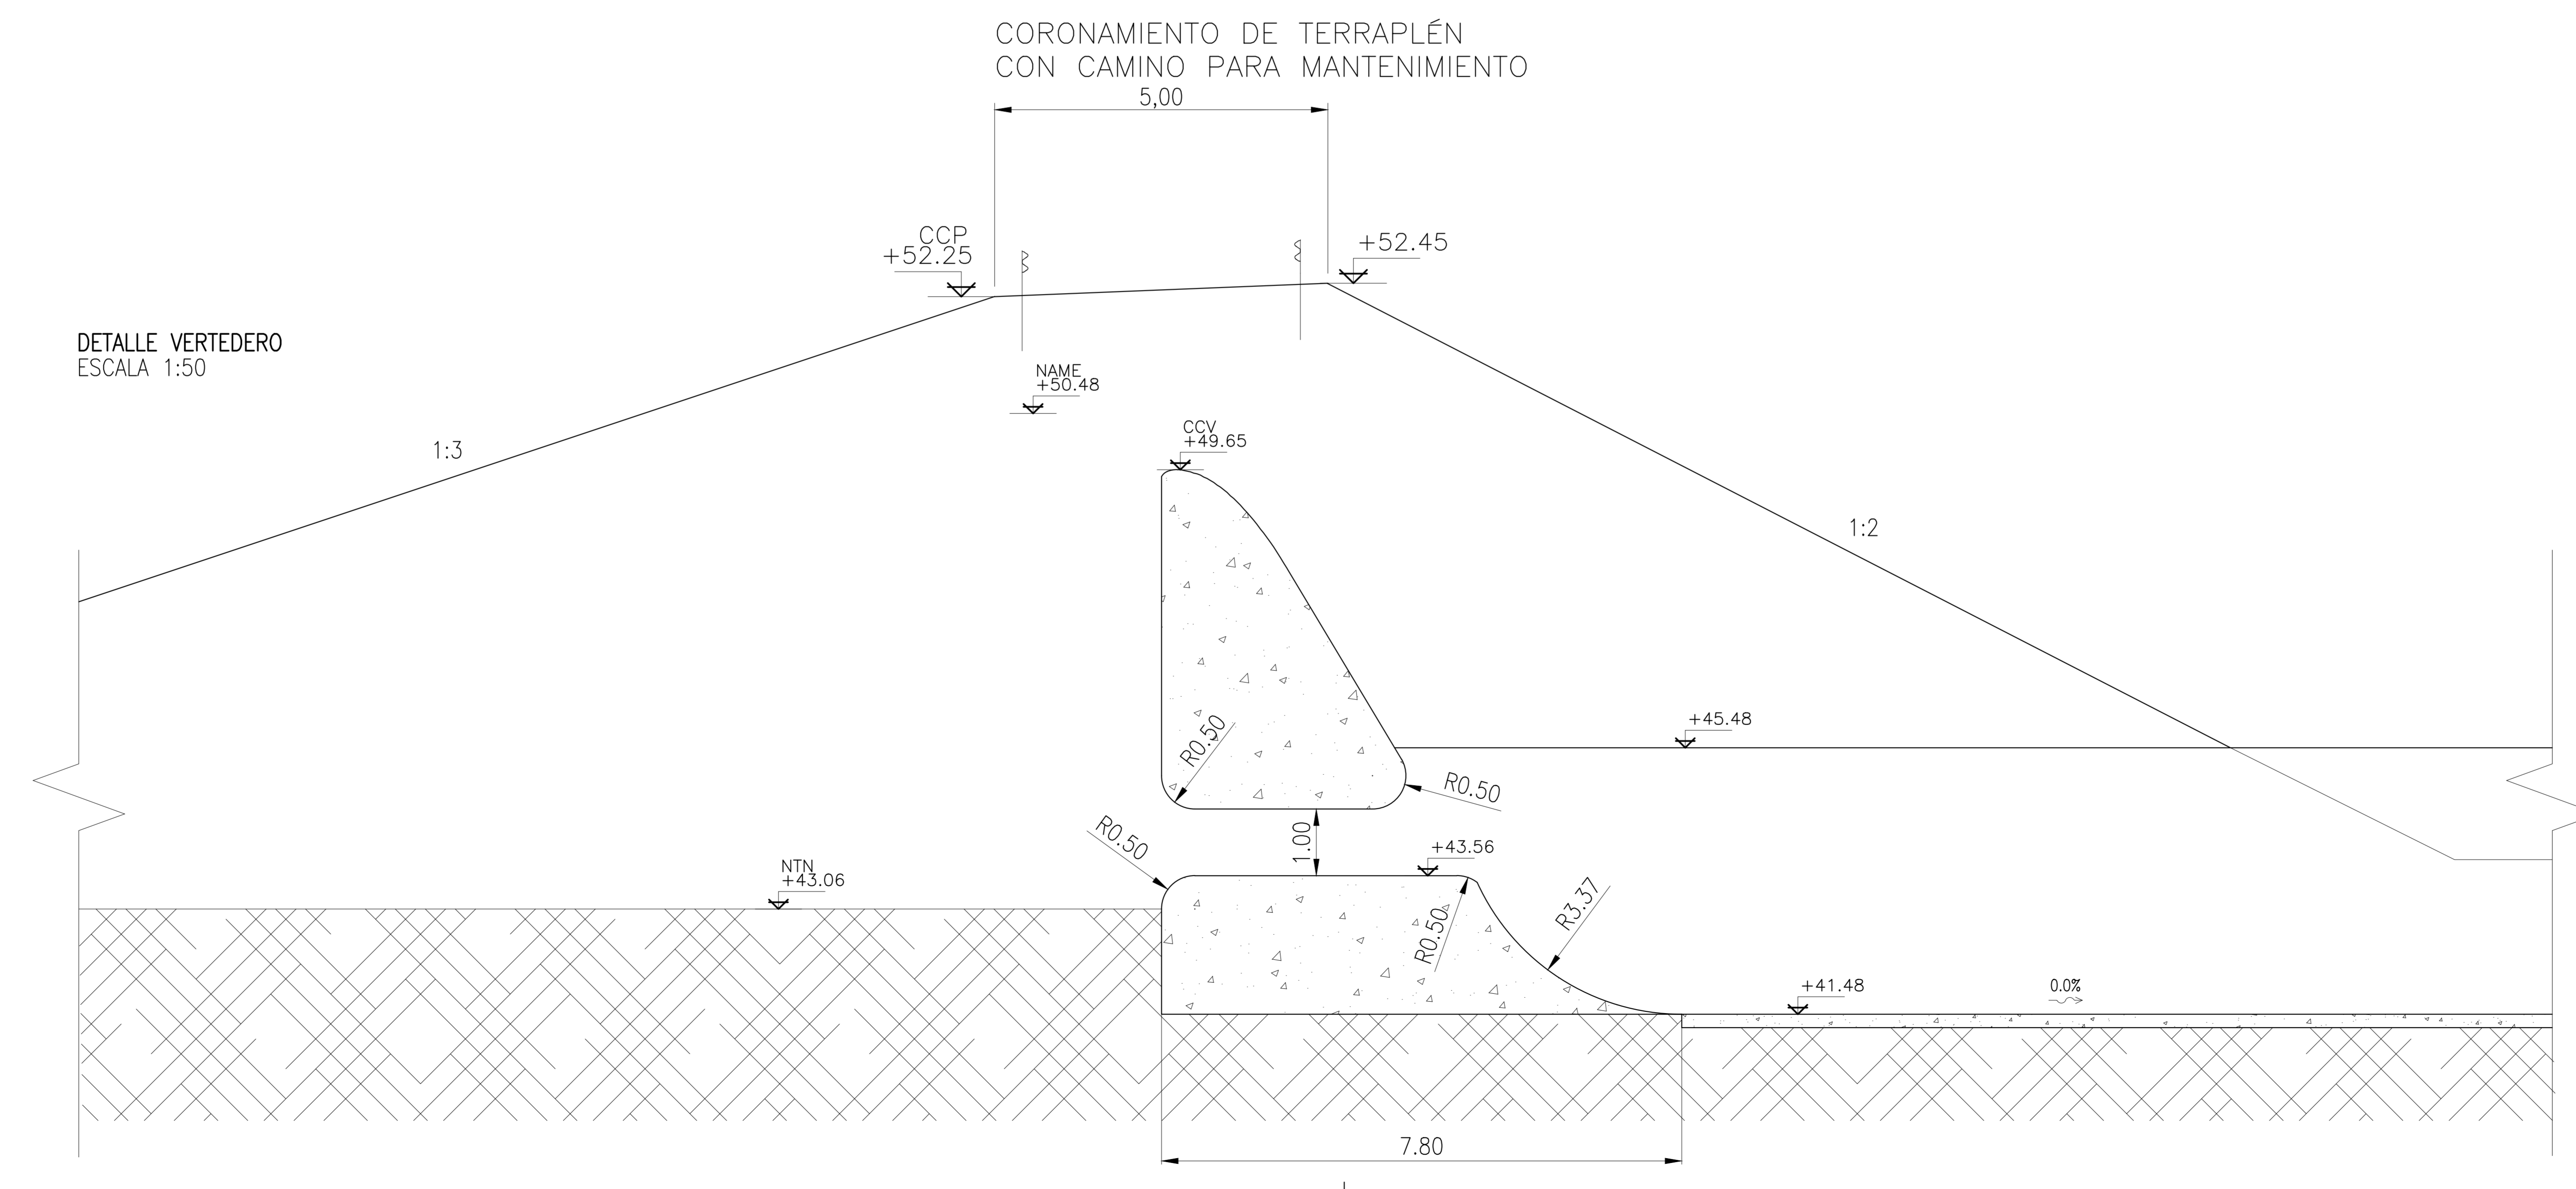 CORONAMIENTO DE TERRAPLÉN
CON CAMINO PARA MANTENIMIENTO
5,00
CCP
+52.25
+52.45
DETALLE VERTEDERO
ESCALA 1:50
NAME
+50.48
CCV
+49.65
1:3
1:2
R0.50
+45.48
R0.50
R0.50
1.00
+43.56
NTN
+43.06
R0.50
R3.37
+41.48
0.0%
7.80